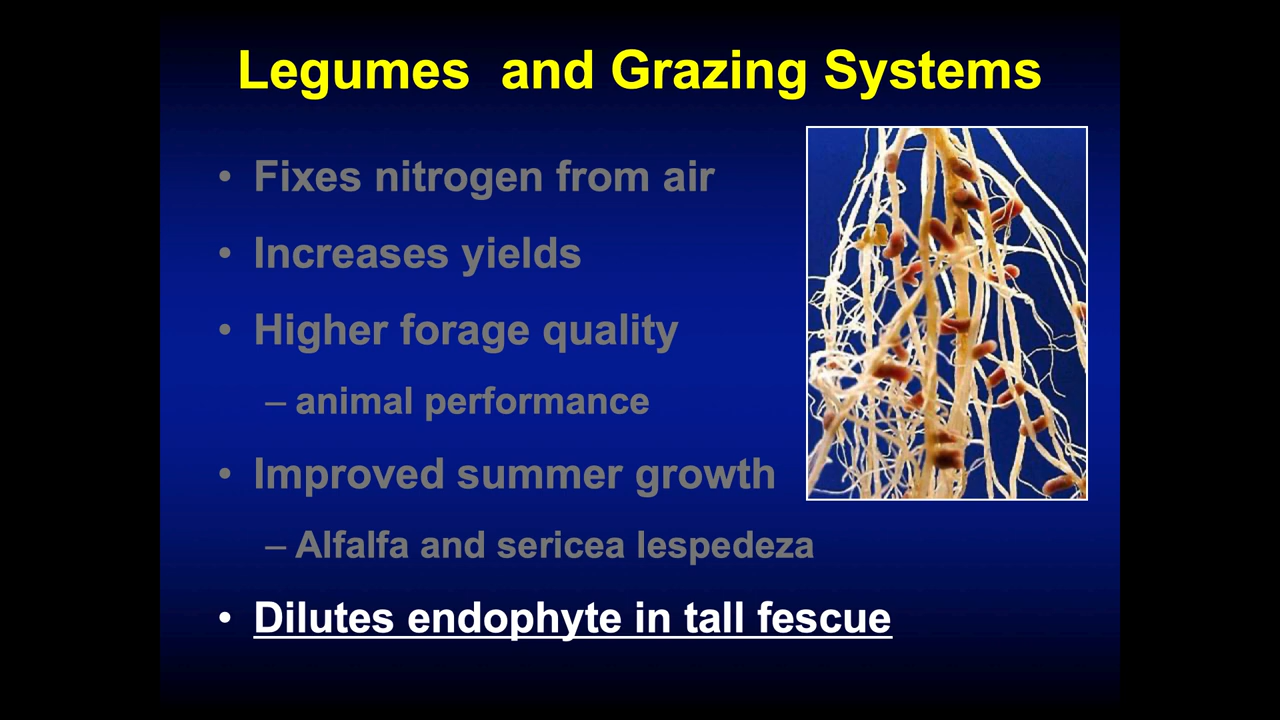 Legumes  and Grazing Systems
• Fixes nitrogen from air
• Increases yields
• Higher forage quality
– animal performance
• Improved summer growth
– Alfalfa and sericea lespedeza
• Dilutes endophyte in tall fescue